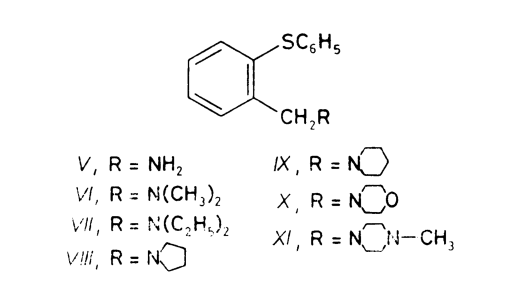 SC₆H₅
CH₂R
V, R = NH₂
VI, R = N(CH₃)₂
VII, R = N(C₂H₅)₂
VIII, R = N
IX, R = N
X, R = N O
XI, R = N N–CH₃